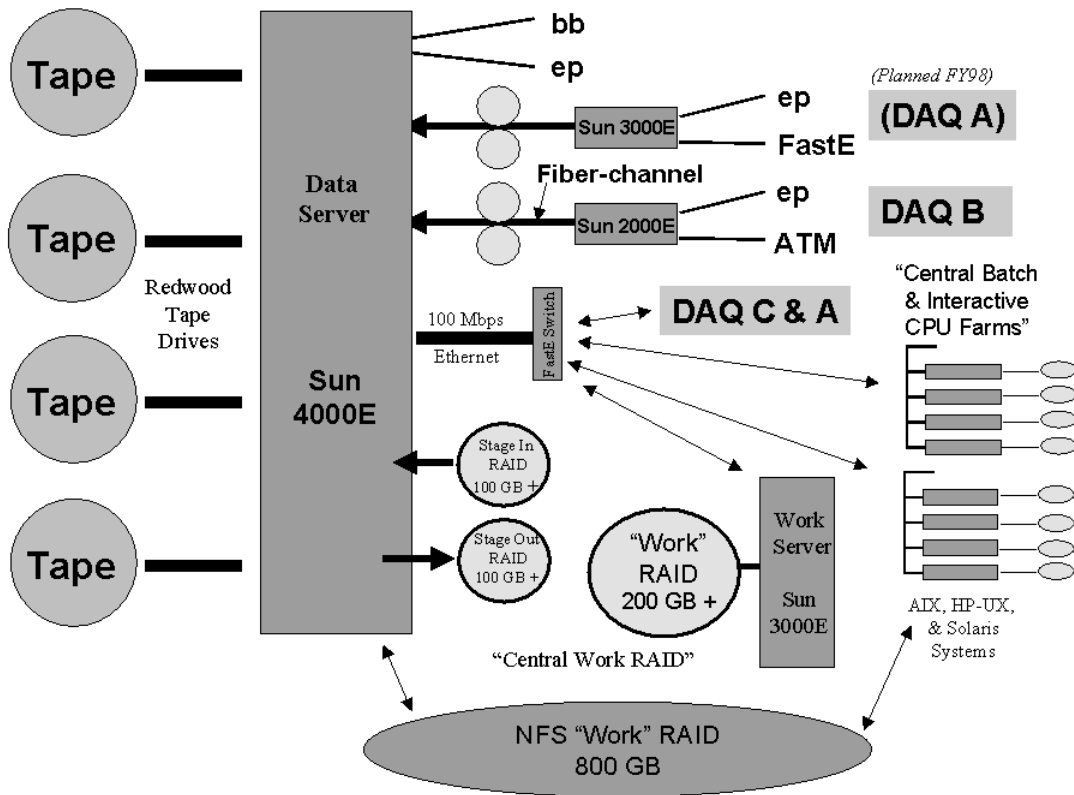 Tape
Tape
Redwood
Tape
Drives
Tape
Tape
Data
Server
Sun
4000E
bb
ep
Sun 3000E
ep
FastE
(Planned FY98)
(DAQ A)
Fiber-channel
Sun 2000E
ep
ATM
DAQ B
100 Mbps
Ethernet
FastE Switch
DAQ C & A
“Central Batch
& Interactive
CPU Farms”
Stage In
RAID
100 GB +
Stage Out
RAID
100 GB +
“Work”
RAID
200 GB +
Work
Server
Sun
3000E
AIX, HP-UX,
& Solaris
Systems
“Central Work RAID”
NFS “Work” RAID
800 GB